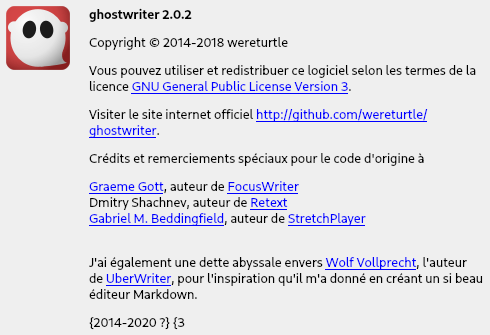 ghostwriter 2.0.2
Copyright © 2014-2018 wereturtle
Vous pouvez utiliser et redistribuer ce logiciel selon les termes de la
licence GNU General Public License Version 3.
Visiter le site internet officiel http://github.com/wereturtle/
ghostwriter.
Crédits et remerciements spéciaux pour le code d'origine à
Graeme Gott, auteur de FocusWriter
Dmitry Shachnev, auteur de Retext
Gabriel M. Beddingfield, auteur de StretchPlayer
J'ai également une dette abyssale envers Wolf Vollprecht, l'auteur
de UberWriter, pour l'inspiration qu'il m'a donné en créant un si beau
éditeur Markdown.
{2014-2020 ?} {3